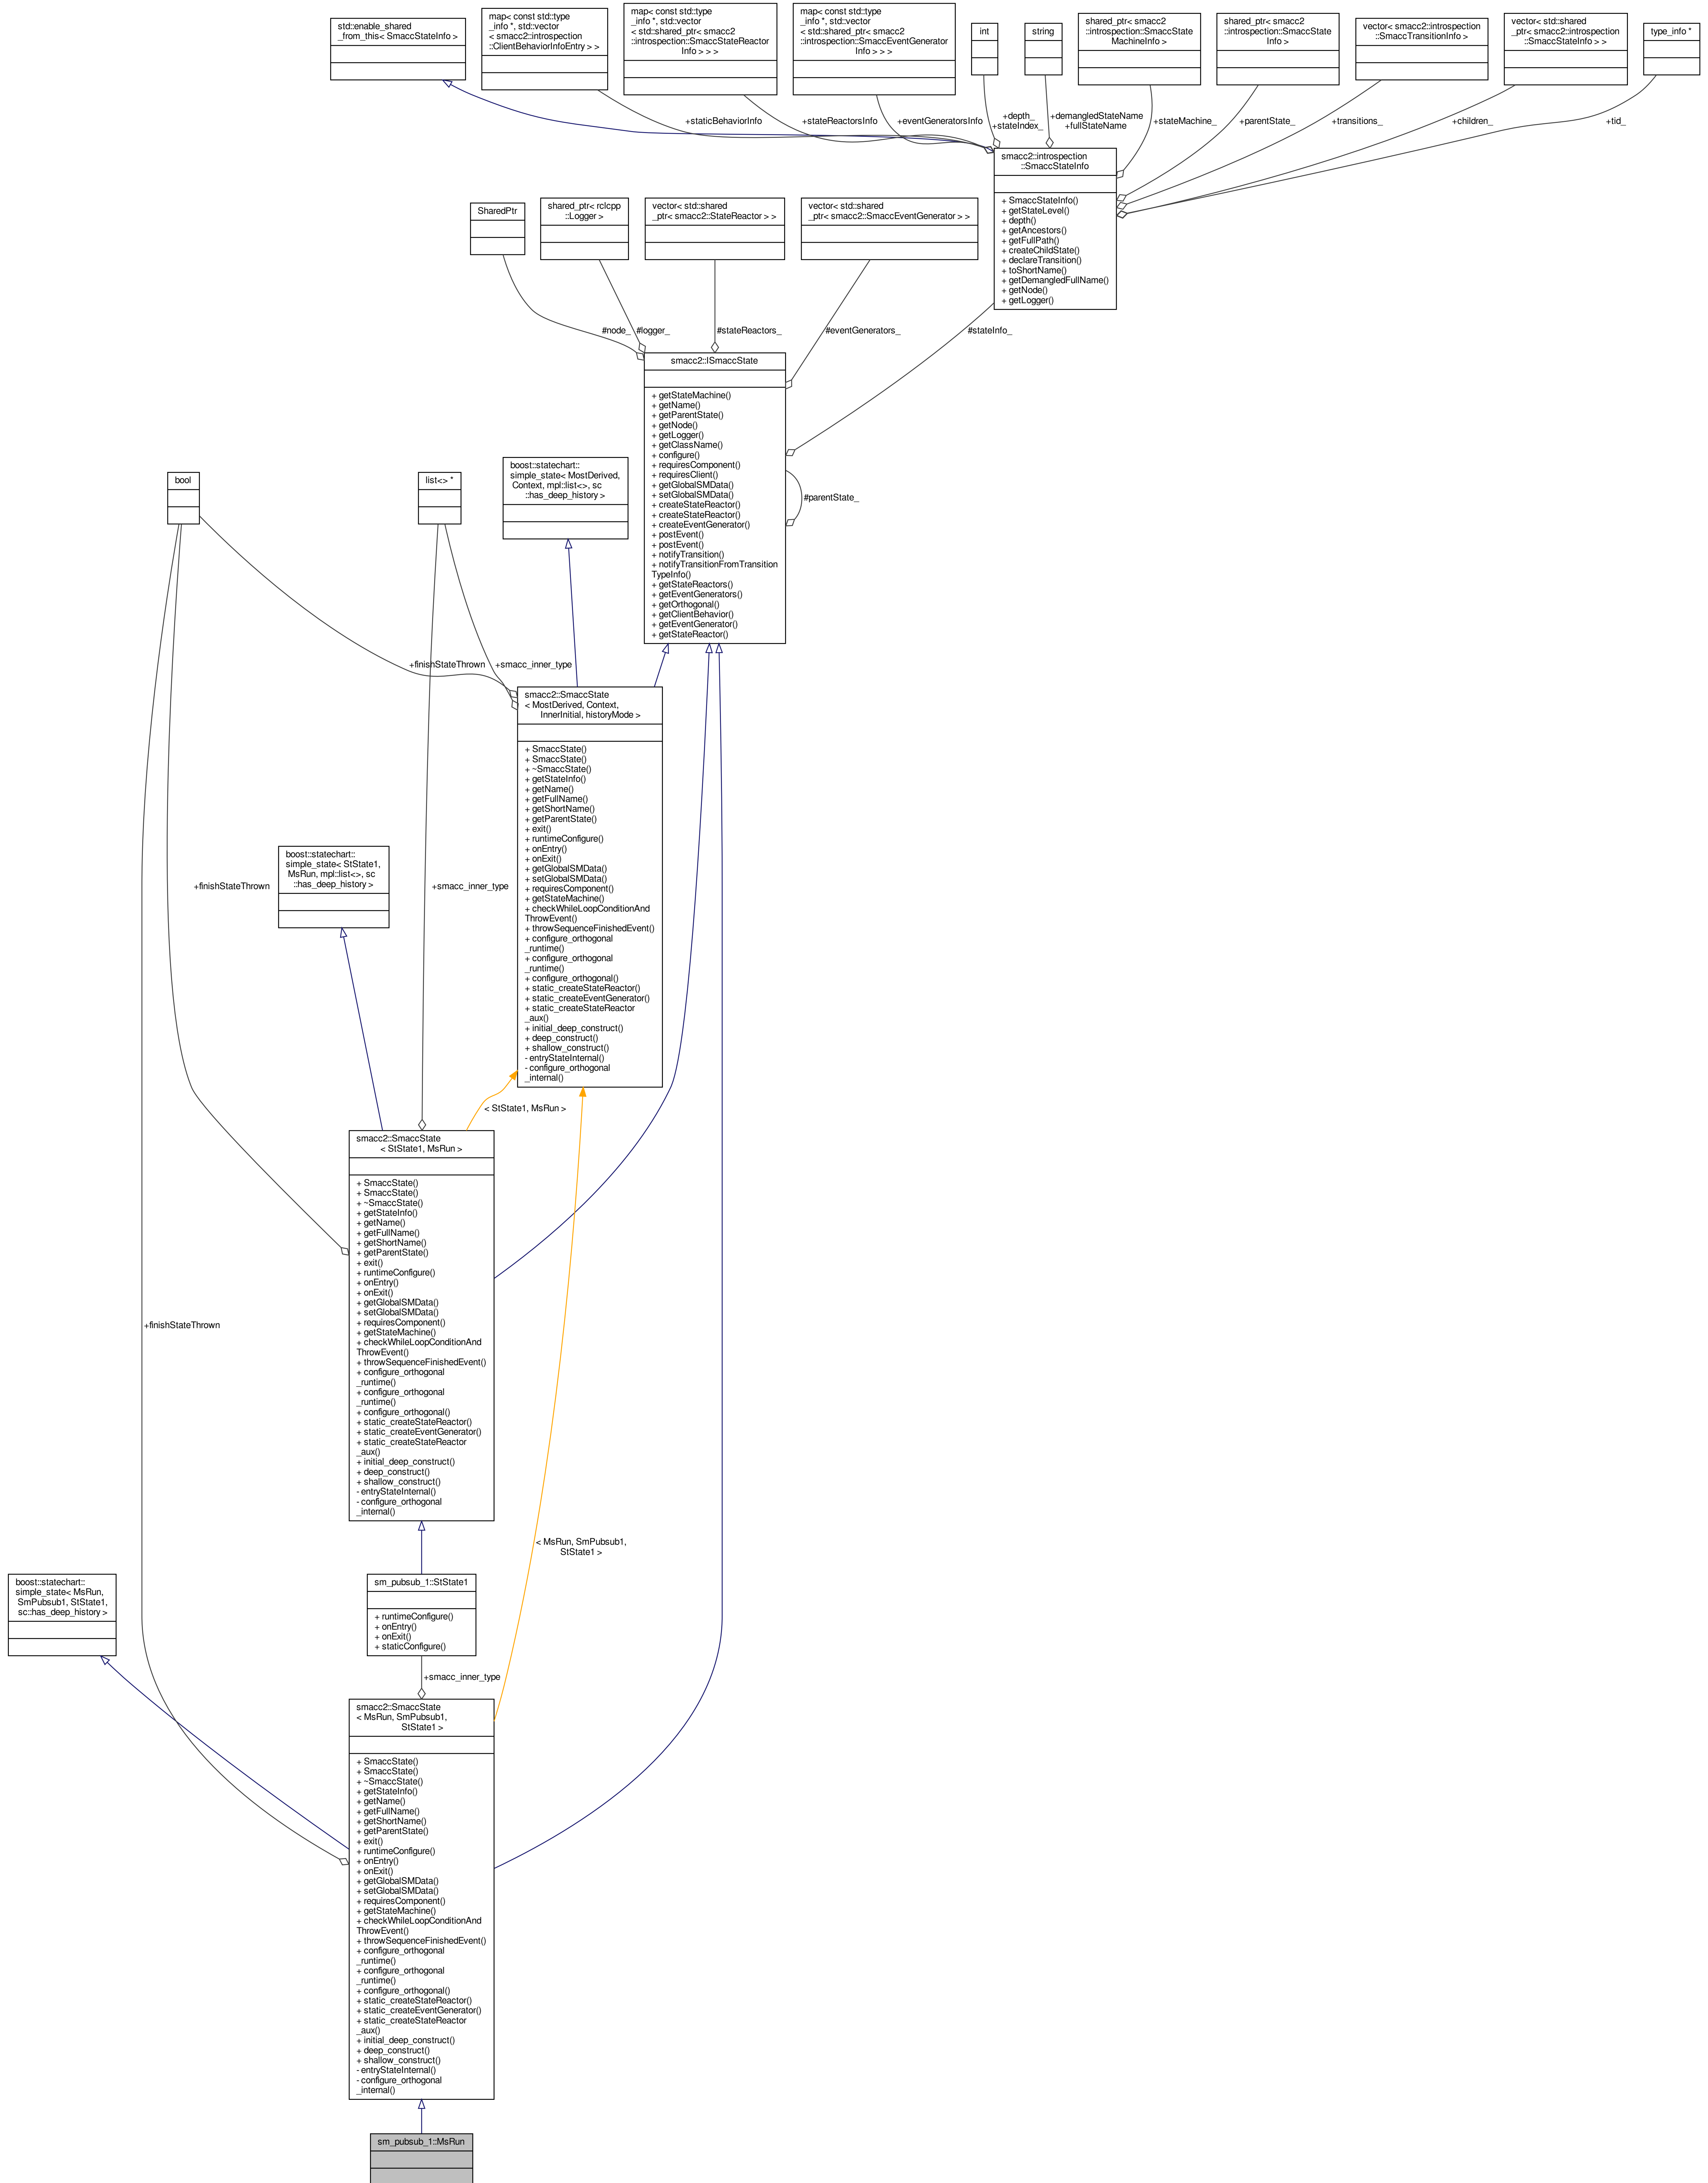 std::enable_shared
_from_this< SmaccStateInfo >
map< const std::type
_info *, std::vector
< smacc2::introspection
::ClientBehaviorInfoEntry > >
map< const std::type
_info *, std::vector
< std::shared_ptr< smacc2
::introspection::SmaccStateReactor
Info > > >
map< const std::type
_info *, std::vector
< std::shared_ptr< smacc2
::introspection::SmaccEventGenerator
Info > > >
int
string
shared_ptr< smacc2
::introspection::SmaccState
MachineInfo >
shared_ptr< smacc2
::introspection::SmaccState
Info >
vector< smacc2::introspection
::SmaccTransitionInfo >
vector< std::shared
_ptr< smacc2::introspection
::SmaccStateInfo > >
type_info *
+staticBehaviorInfo
+stateReactorsInfo
+eventGeneratorsInfo
+depth_
+stateIndex_
+demangledStateName
+fullStateName
+stateMachine_
+parentState_
+transitions_
+children_
+tid_
smacc2::introspection
::SmaccStateInfo
+ SmaccStateInfo()
+ getStateLevel()
+ depth()
+ getAncestors()
+ getFullPath()
+ createChildState()
+ declareTransition()
+ toShortName()
+ getDemangledFullName()
+ getNode()
+ getLogger()
SharedPtr
shared_ptr< rclcpp
::Logger >
vector< std::shared
_ptr< smacc2::StateReactor > >
vector< std::shared
_ptr< smacc2::SmaccEventGenerator > >
#node_
#logger_
#stateReactors_
#eventGenerators_
#stateInfo_
smacc2::ISmaccState
+ getStateMachine()
+ getName()
+ getParentState()
+ getNode()
+ getLogger()
+ getClassName()
+ configure()
+ requiresComponent()
+ requiresClient()
+ getGlobalSMData()
+ setGlobalSMData()
+ createStateReactor()
+ createStateReactor()
+ createEventGenerator()
+ postEvent()
+ postEvent()
+ notifyTransition()
+ notifyTransitionFromTransition
TypeInfo()
+ getStateReactors()
+ getEventGenerators()
+ getOrthogonal()
+ getClientBehavior()
+ getEventGenerator()
+ getStateReactor()
#parentState_
bool
list<> *
boost::statechart::
simple_state< MostDerived,
Context, mpl::list<>, sc
::has_deep_history >
+finishStateThrown
+smacc_inner_type
smacc2::SmaccState
< MostDerived, Context,
InnerInitial, historyMode >
+ SmaccState()
+ SmaccState()
+ ~SmaccState()
+ getStateInfo()
+ getName()
+ getFullName()
+ getShortName()
+ getParentState()
+ exit()
+ runtimeConfigure()
+ onEntry()
+ onExit()
+ getGlobalSMData()
+ setGlobalSMData()
+ requiresComponent()
+ getStateMachine()
+ checkWhileLoopConditionAnd
ThrowEvent()
+ throwSequenceFinishedEvent()
+ configure_orthogonal
_runtime()
+ configure_orthogonal
_runtime()
+ configure_orthogonal()
+ static_createStateReactor()
+ static_createEventGenerator()
+ static_createStateReactor
_aux()
+ initial_deep_construct()
+ deep_construct()
+ shallow_construct()
- entryStateInternal()
- configure_orthogonal
_internal()
boost::statechart::
simple_state< StState1,
MsRun, mpl::list<>, sc
::has_deep_history >
+finishStateThrown
+smacc_inner_type
< StState1, MsRun >
smacc2::SmaccState
< StState1, MsRun >
+ SmaccState()
+ SmaccState()
+ ~SmaccState()
+ getStateInfo()
+ getName()
+ getFullName()
+ getShortName()
+ getParentState()
+ exit()
+ runtimeConfigure()
+ onEntry()
+ onExit()
+ getGlobalSMData()
+ setGlobalSMData()
+ requiresComponent()
+ getStateMachine()
+ checkWhileLoopConditionAnd
ThrowEvent()
+ throwSequenceFinishedEvent()
+ configure_orthogonal
_runtime()
+ configure_orthogonal
_runtime()
+ configure_orthogonal()
+ static_createStateReactor()
+ static_createEventGenerator()
+ static_createStateReactor
_aux()
+ initial_deep_construct()
+ deep_construct()
+ shallow_construct()
- entryStateInternal()
- configure_orthogonal
_internal()
+finishStateThrown
< MsRun, SmPubsub1,
StState1 >
boost::statechart::
simple_state< MsRun,
SmPubsub1, StState1,
sc::has_deep_history >
sm_pubsub_1::StState1
+ runtimeConfigure()
+ onEntry()
+ onExit()
+ staticConfigure()
+smacc_inner_type
smacc2::SmaccState
< MsRun, SmPubsub1,
StState1 >
+ SmaccState()
+ SmaccState()
+ ~SmaccState()
+ getStateInfo()
+ getName()
+ getFullName()
+ getShortName()
+ getParentState()
+ exit()
+ runtimeConfigure()
+ onEntry()
+ onExit()
+ getGlobalSMData()
+ setGlobalSMData()
+ requiresComponent()
+ getStateMachine()
+ checkWhileLoopConditionAnd
ThrowEvent()
+ throwSequenceFinishedEvent()
+ configure_orthogonal
_runtime()
+ configure_orthogonal
_runtime()
+ configure_orthogonal()
+ static_createStateReactor()
+ static_createEventGenerator()
+ static_createStateReactor
_aux()
+ initial_deep_construct()
+ deep_construct()
+ shallow_construct()
- entryStateInternal()
- configure_orthogonal
_internal()
sm_pubsub_1::MsRun